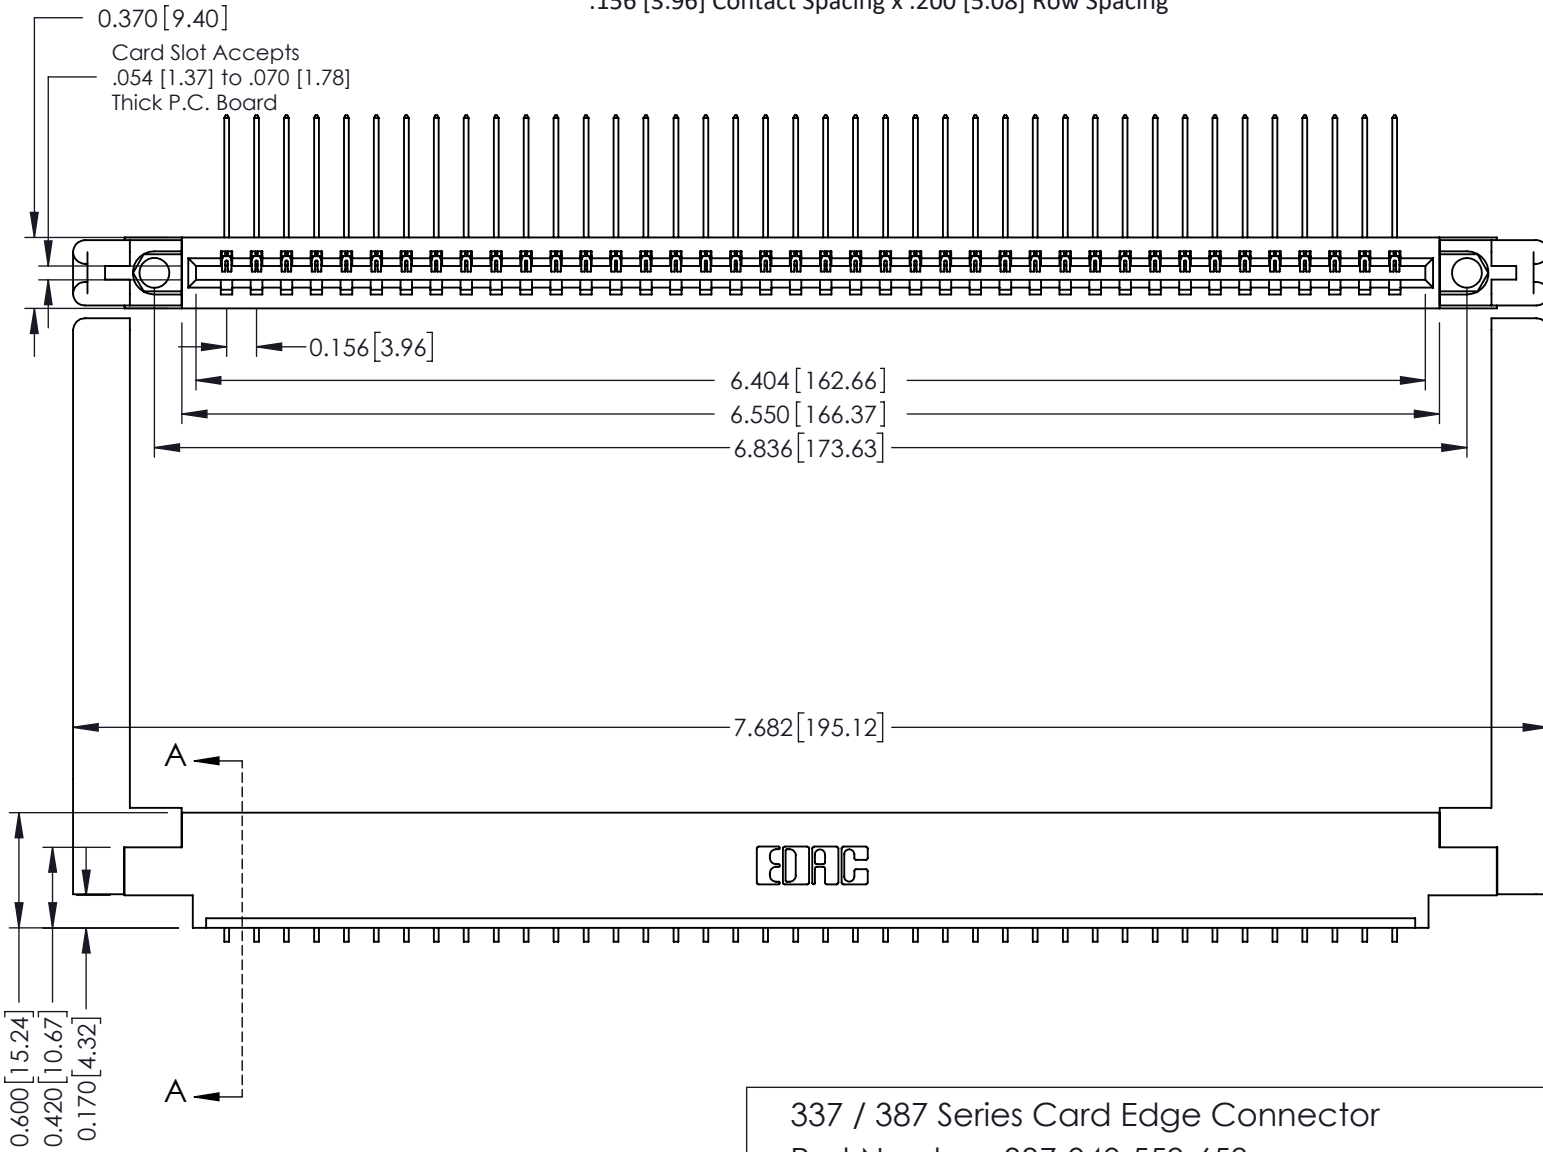 .156 [3.96] Contact Spacing x .200 [5.08] Row Spacing
0.370 [9.40]
Card Slot Accepts
.054 [1.37] to .070 [1.78]
Thick P.C. Board
0.156 [3.96]
6.404 [162.66]
6.550 [166.37]
6.836 [173.63]
7.682 [195.12]
A
EDAC
0.600 [15.24]
0.420 [10.67]
0.170 [4.32]
A
337 / 387 Series Card Edge Connector